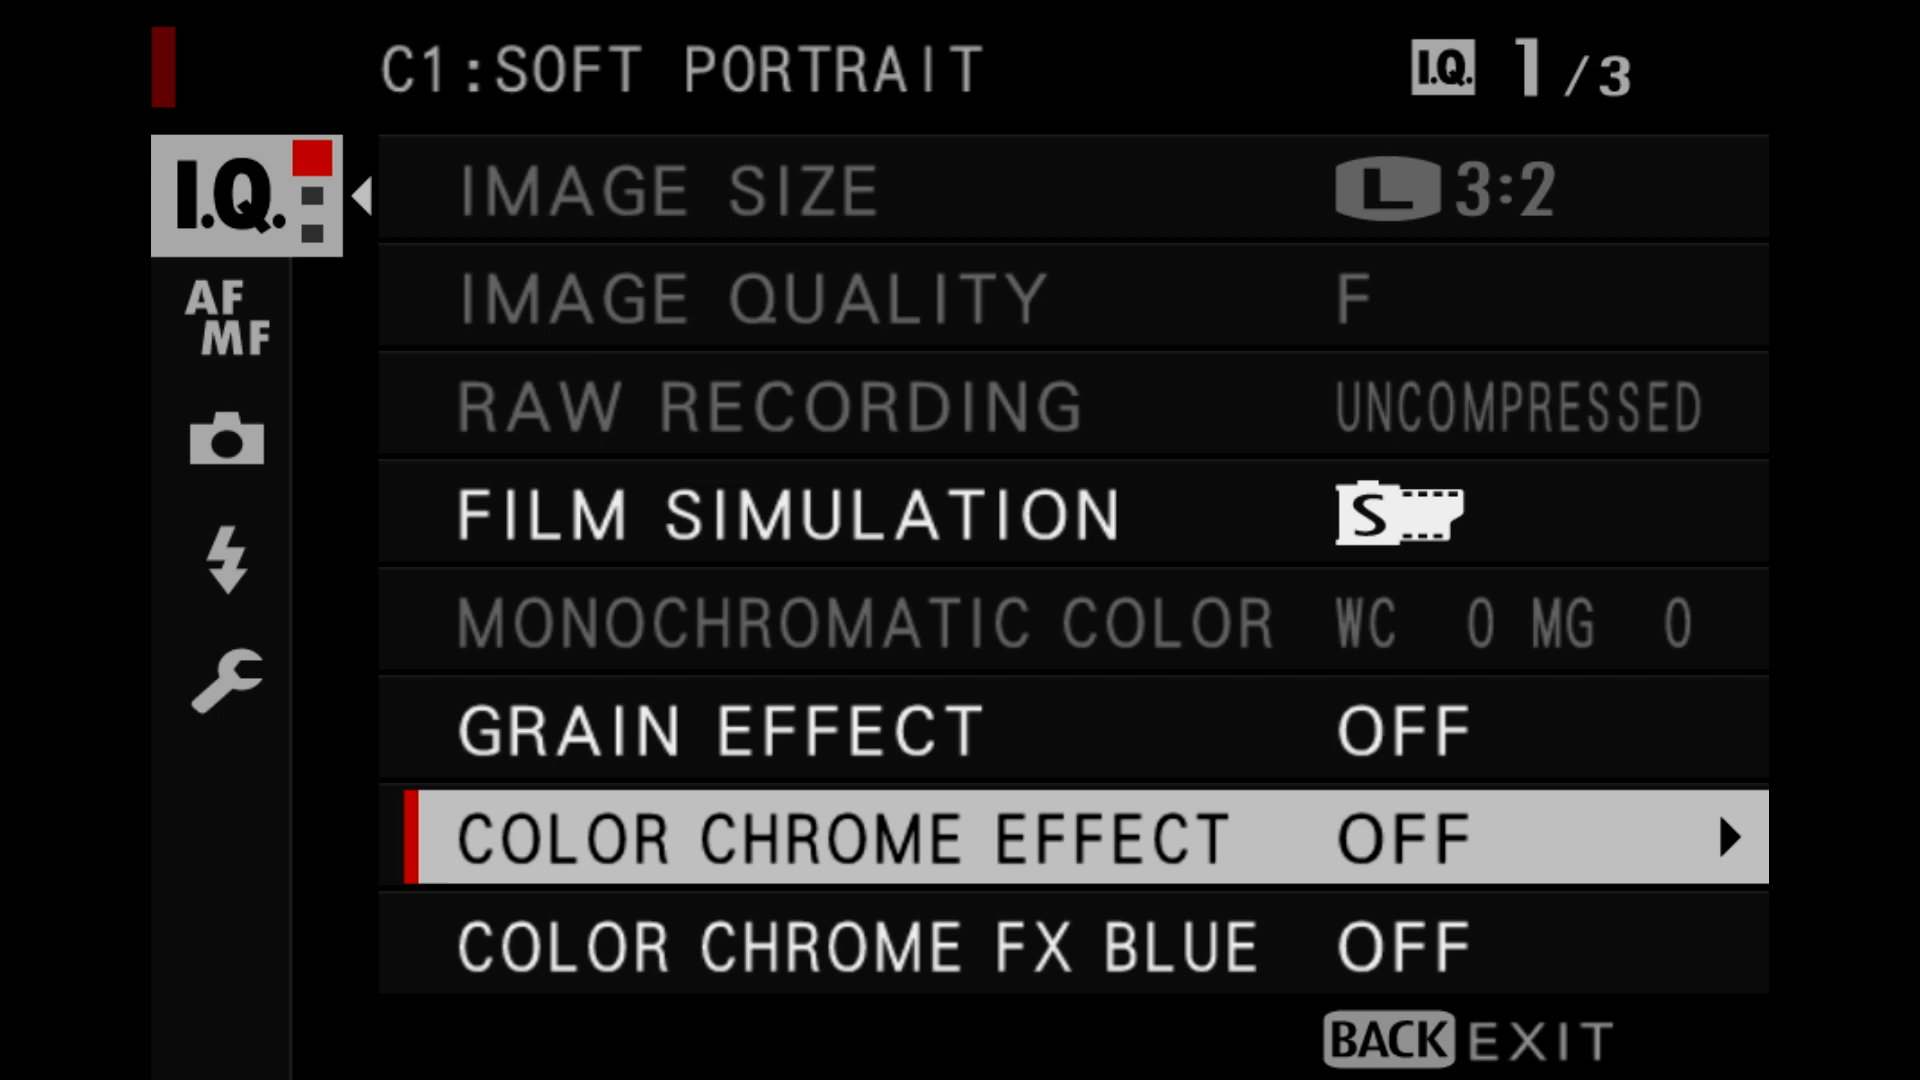 C1:SOFT PORTRAIT I.Q. 1/3
I.Q.
IMAGE SIZE L 3:2
IMAGE QUALITY F
AF
MF
RAW RECORDING UNCOMPRESSED
FILM SIMULATION S
MONOCHROMATIC COLOR WC 0 MG 0
GRAIN EFFECT OFF
COLOR CHROME EFFECT OFF
COLOR CHROME FX BLUE OFF
BACK EXIT